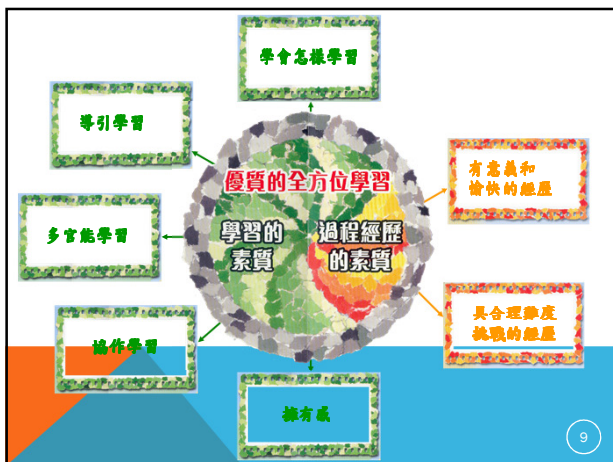 學會怎樣學習
導引學習
優質的全方位學習
有意義和
愉快的經歷
多官能學習
學習的
素質
過程經歷
的素質
具合理難度
挑戰的經歷
協作學習
擁有感
9